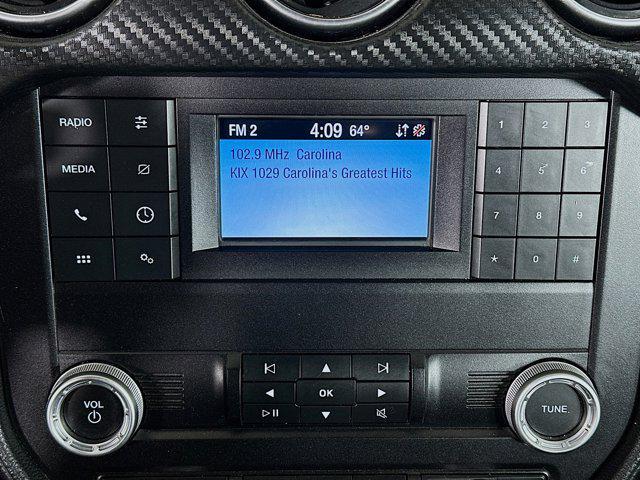 FM 2 4:09 64°
102.9 MHz Carolina
KIX 1029 Carolina's Greatest Hits
RADIO
MEDIA
1 2 3
4 5 6
7 8 9
* 0 #
VOL
OK
TUNE